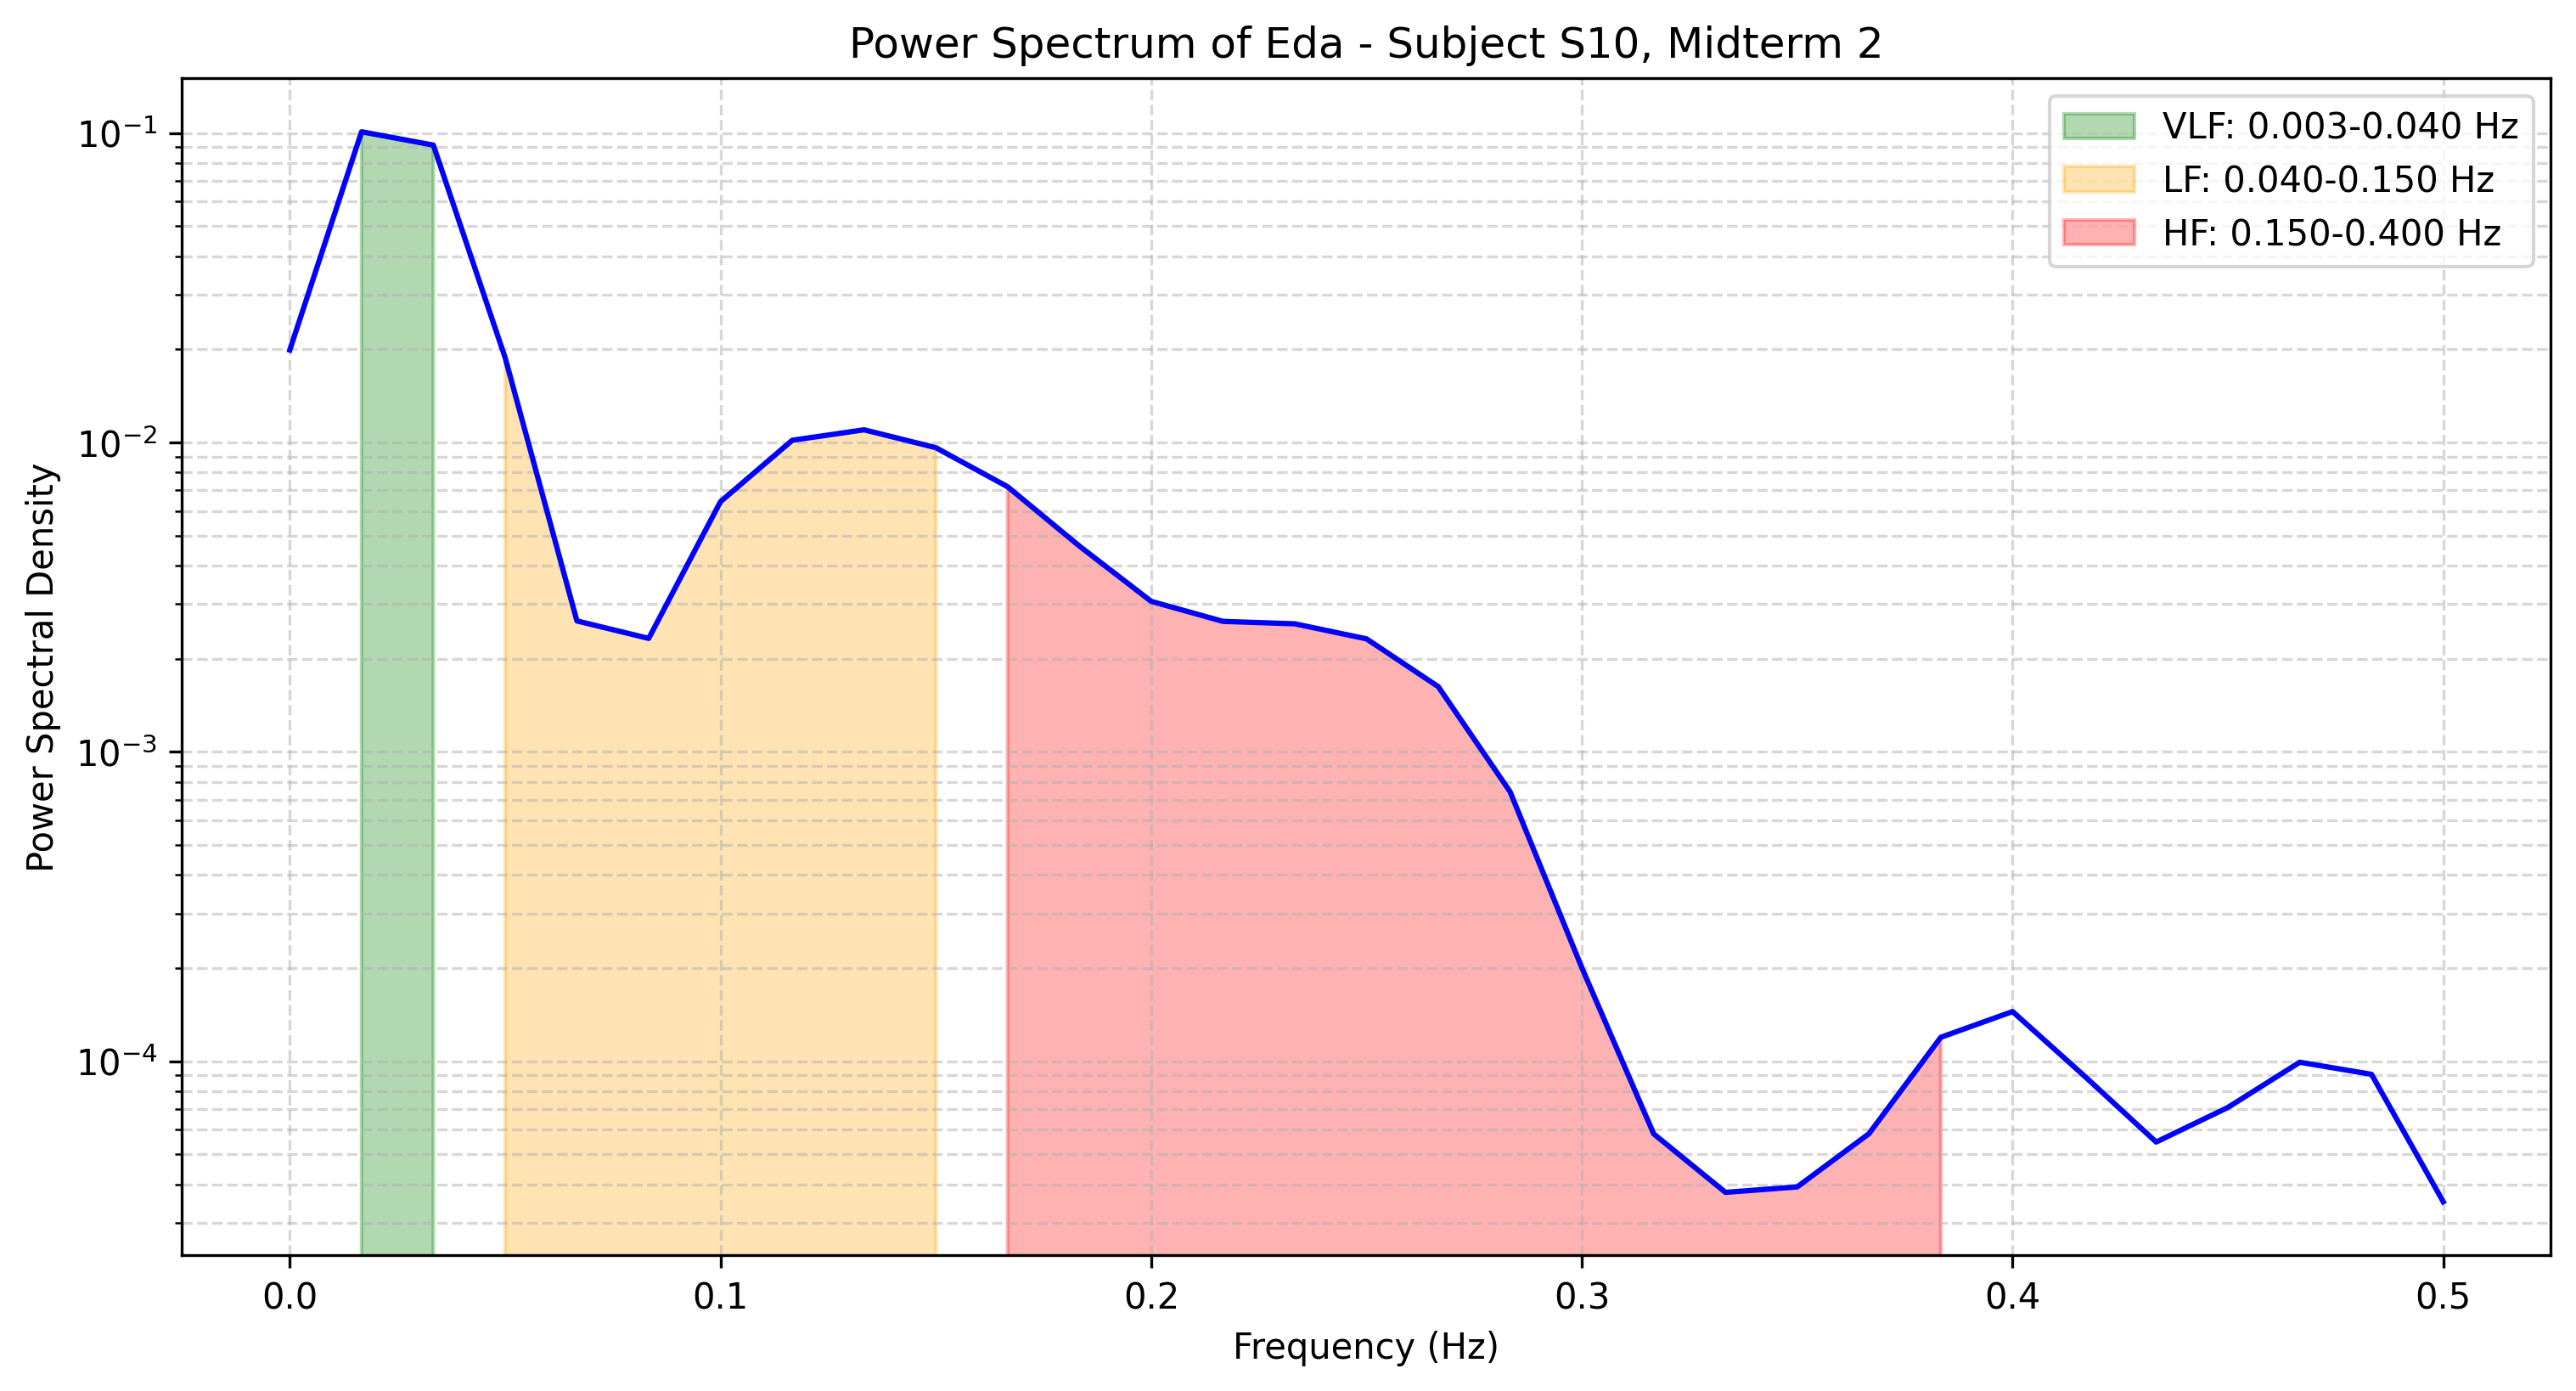 Power Spectrum of Eda - Subject S10, Midterm 2
VLF: 0.003-0.040 Hz
LF: 0.040-0.150 Hz
HF: 0.150-0.400 Hz
Power Spectral Density
10⁻¹
10⁻²
10⁻³
10⁻⁴
0.0 0.1 0.2 0.3 0.4 0.5
Frequency (Hz)